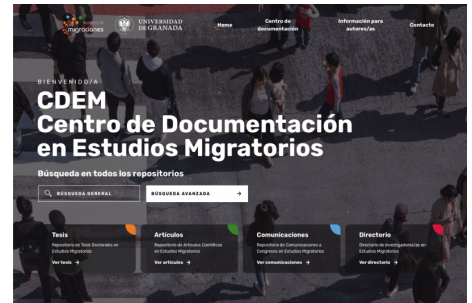 migraciones
UNIVERSIDAD
DE GRANADA
Home
Centro de
documentación
Información para
autores/as
Contacto
BIENVENIDO/A
CDEM
Centro de Documentación
en Estudios Migratorios
Búsqueda en todos los repositorios
BÚSQUEDA GENERAL
BÚSQUEDA AVANZADA →
Tesis
Repositorio de Tesis Doctorales en
Estudios Migratorios
Ver tesis →
Artículos
Repositorio de Artículos Científicos
en Estudios Migratorios
Ver artículos →
Comunicaciones
Repositorio de Comunicaciones a
Congresos en Estudios Migratorios
Ver comunicaciones →
Directorio
Directorio de investigadores/as en
Estudios Migratorios
Ver directorio →